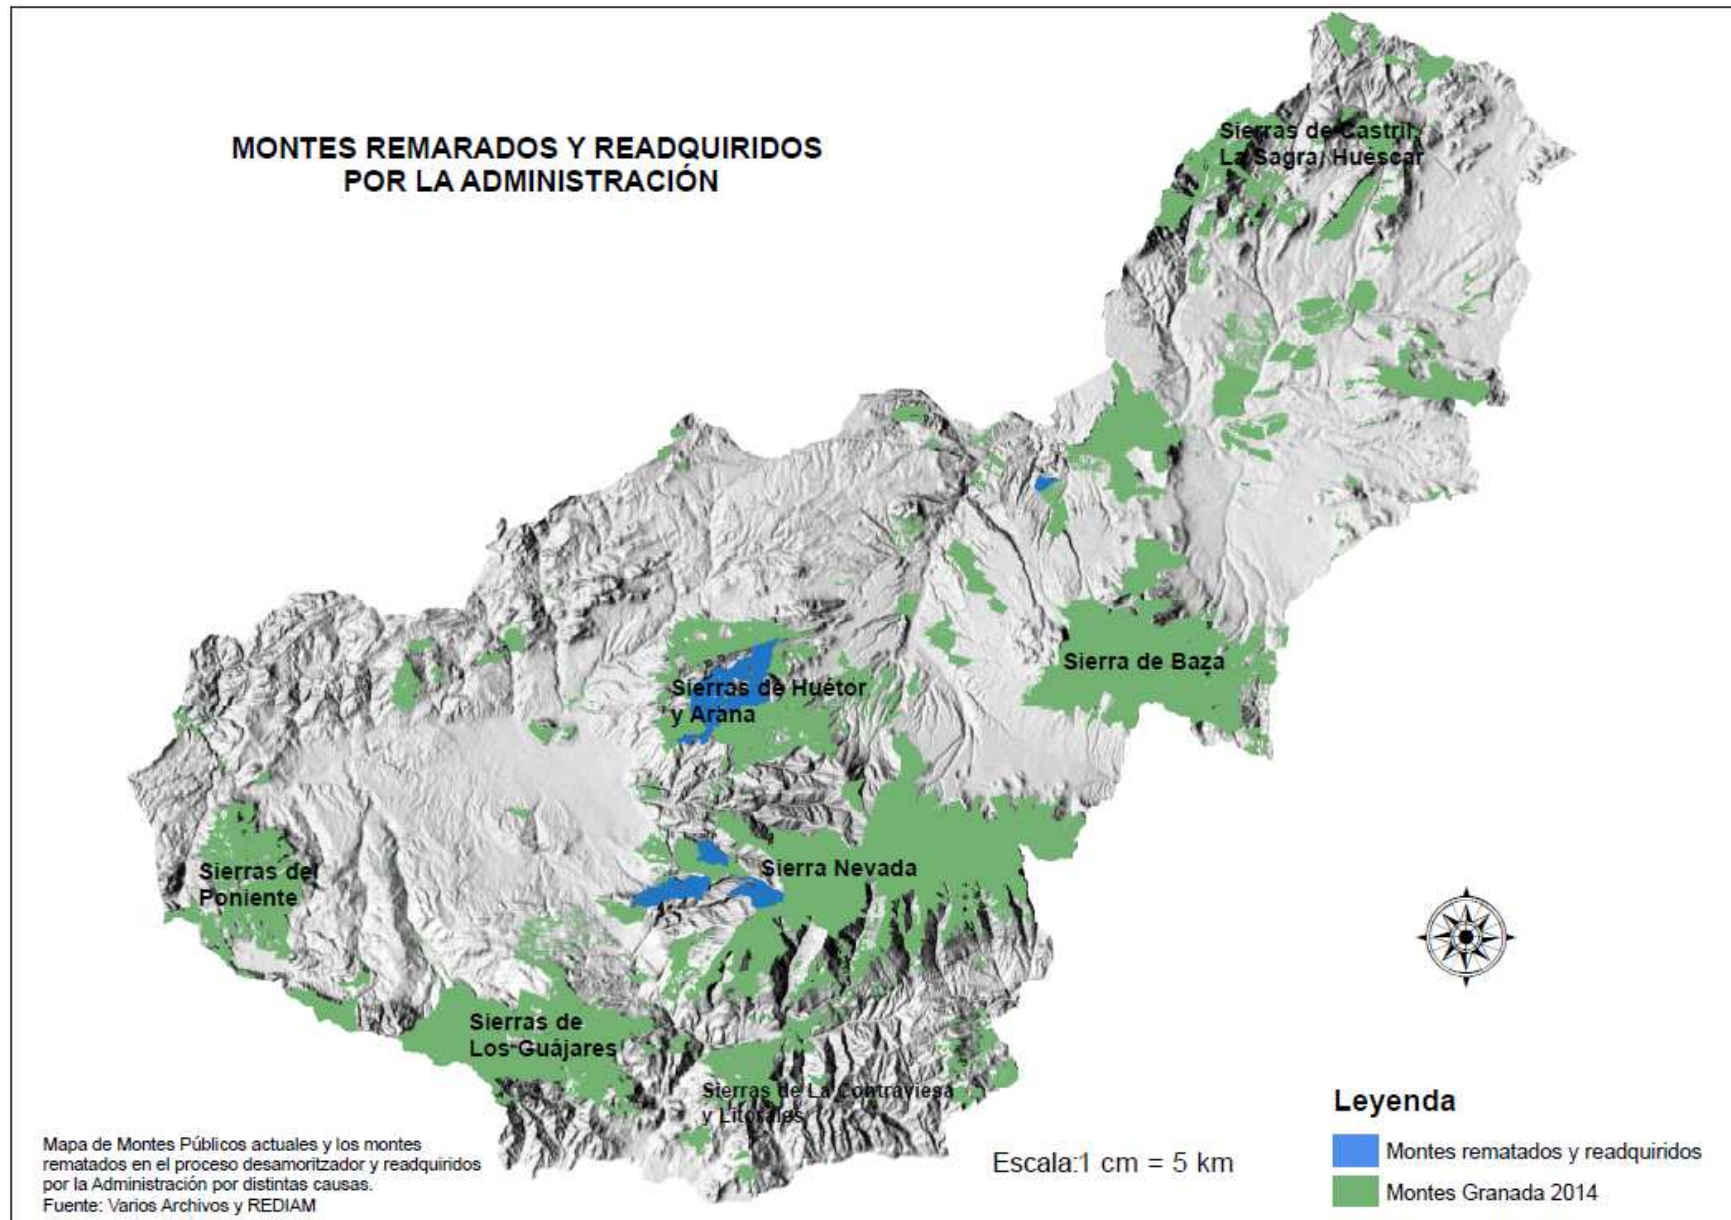 MONTES REMARADOS Y READQUIRIDOS
POR LA ADMINISTRACIÓN
Sierras de Castril,
La Sagra, Huéscar
Sierra de Baza
Sierras de Huétor
y Arana
Sierra Nevada
Sierras del
Poniente
Sierras de
Los Guájares
Sierras de La Contraviesa
y Litorales
Mapa de Montes Públicos actuales y los montes
rematados en el proceso desamoritzador y readquiridos
por la Administración por distintas causas.
Fuente: Varios Archivos y REDIAM
Escala:1 cm = 5 km
Leyenda
Montes rematados y readquiridos
Montes Granada 2014